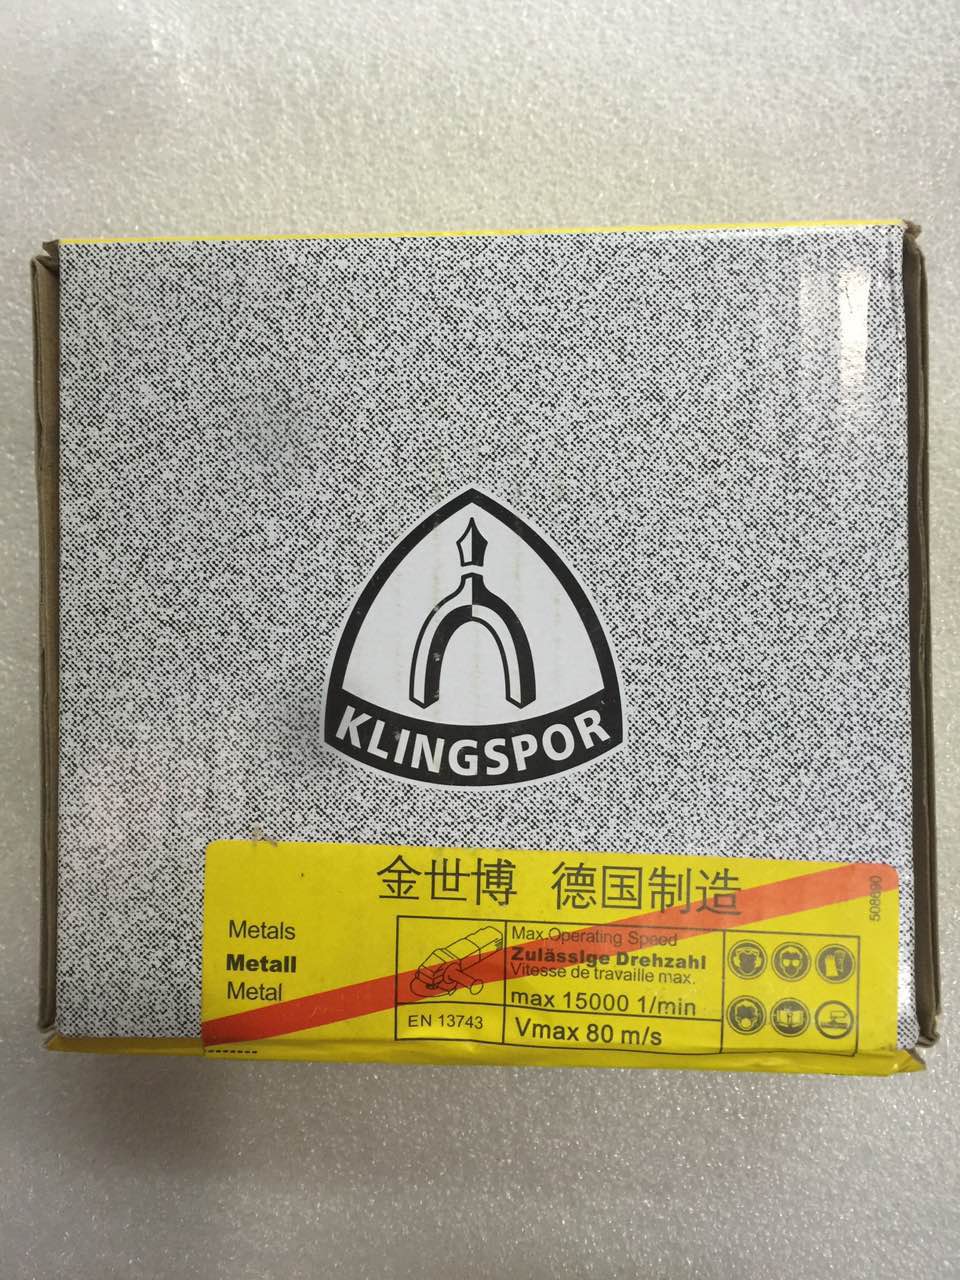 KLINGSPOR
金世博 德国制造
508690
Metals
Metall
Metal
Max.Operating Speed
Zulässige Drehzahl
Vitesse de travaille max.
max 15000 1/min
EN 13743
Vmax 80 m/s